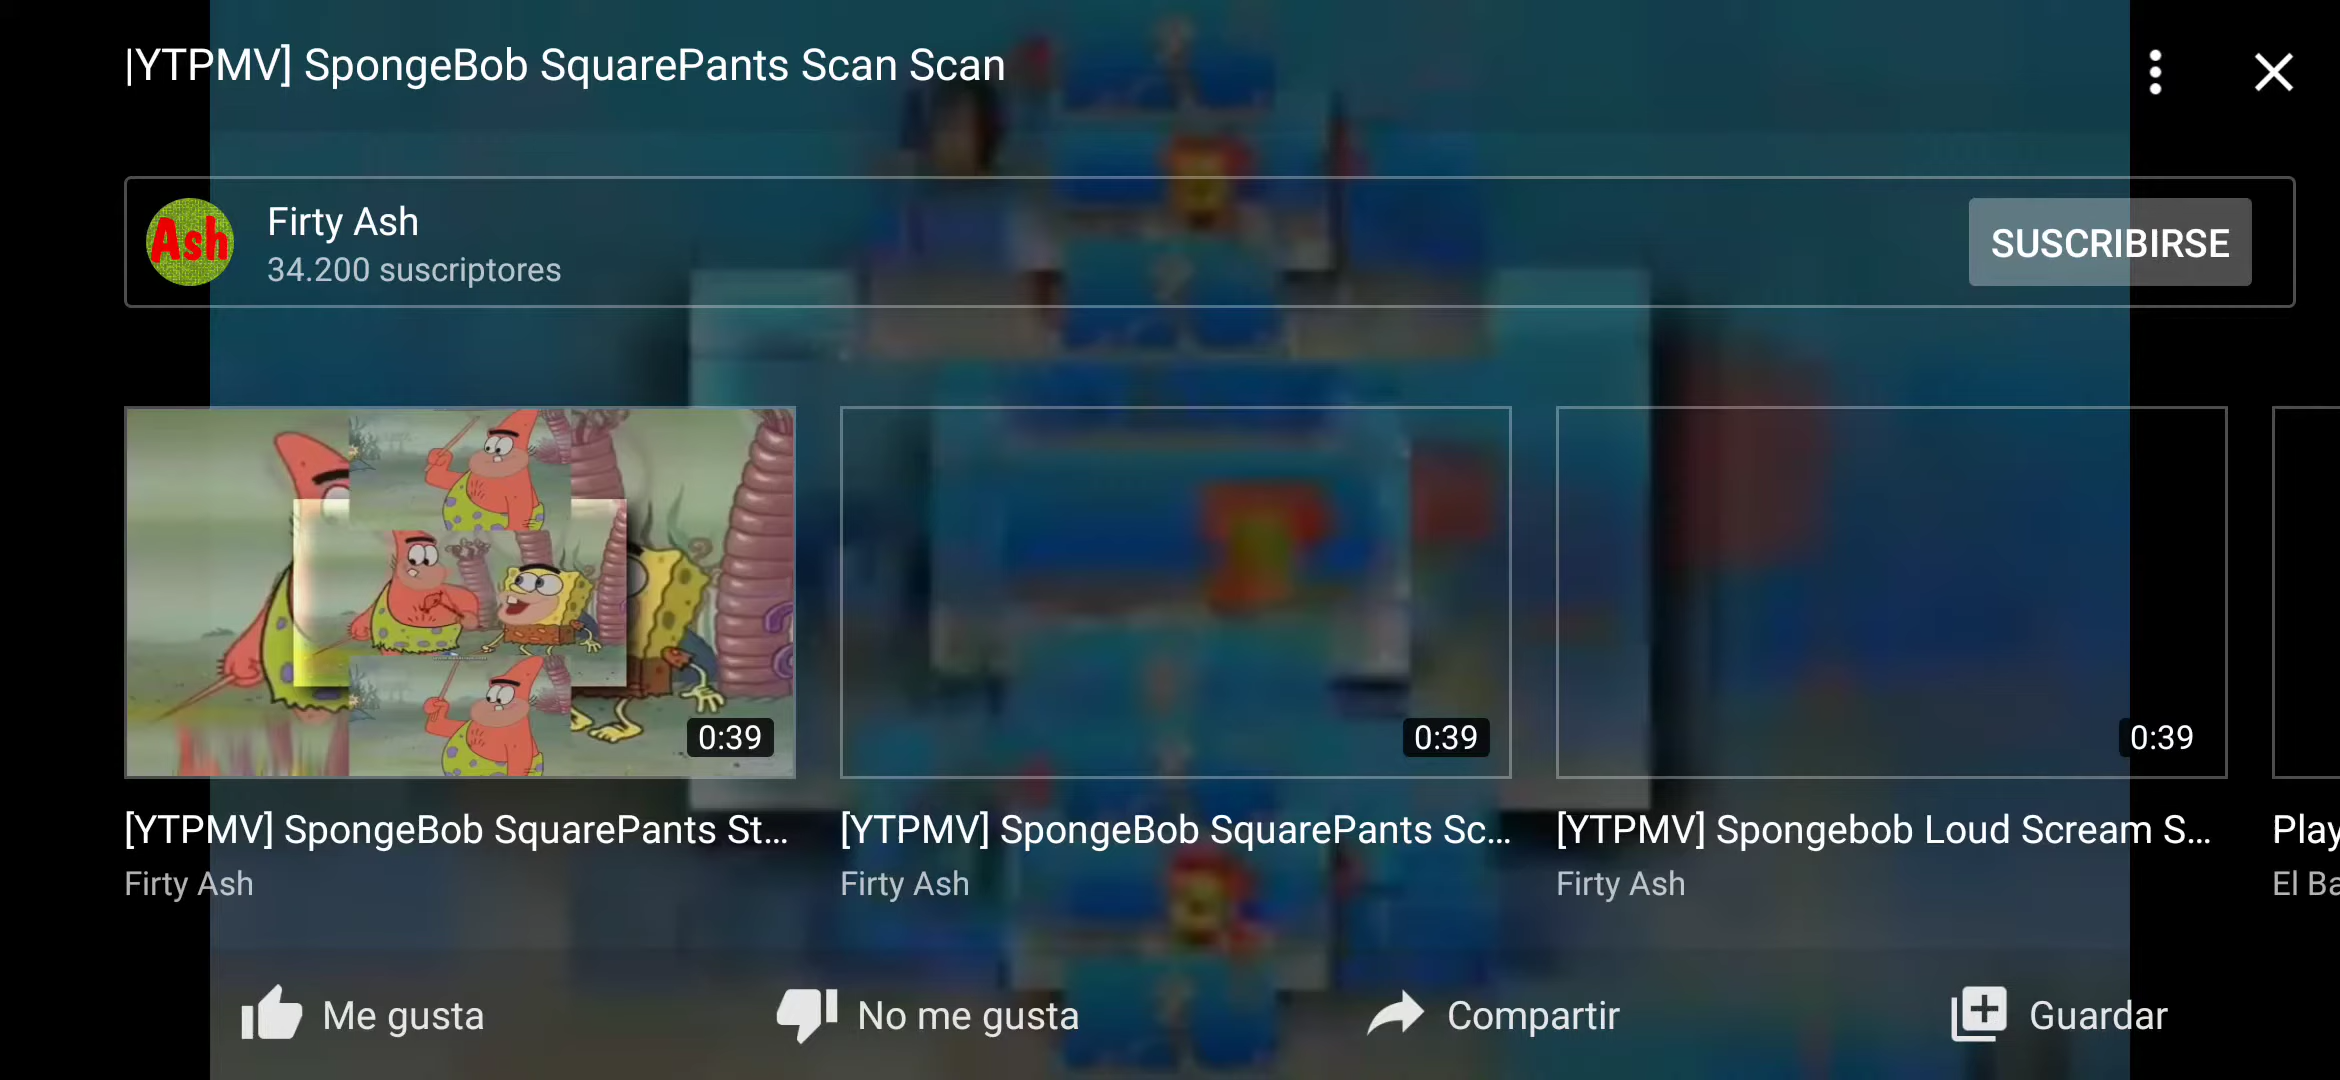 |YTPMV] SpongeBob SquarePants Scan Scan
Ash
Firty Ash
34.200 suscriptores
SUSCRIBIRSE
0:39
0:39
0:39
[YTPMV] SpongeBob SquarePants St...
[YTPMV] SpongeBob SquarePants Sc...
[YTPMV] Spongebob Loud Scream S...
Play
Firty Ash
Firty Ash
Firty Ash
El Ba
Me gusta
No me gusta
Compartir
Guardar